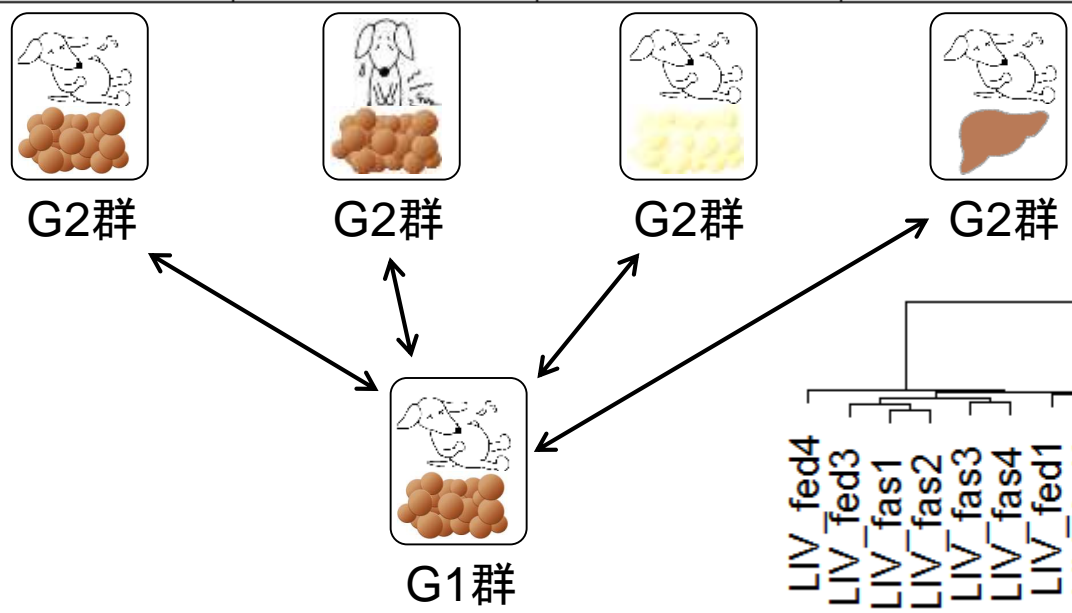 G2群
G2群
G2群
G2群
G1群
LIV_fed4
LIV_fed3
LIV_fas1
LIV_fas2
LIV_fas3
LIV_fas4
LIV_fed1